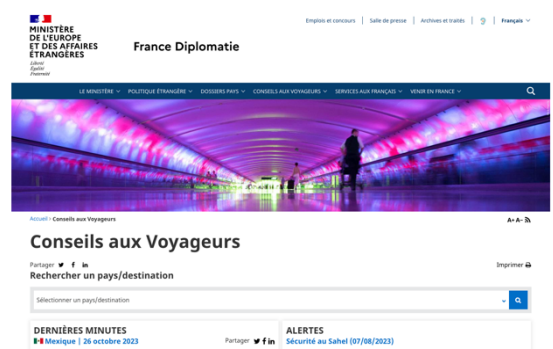 MINISTÈRE
DE L'EUROPE
ET DES AFFAIRES
ÉTRANGÈRES
Liberté
Égalité
Fraternité
France Diplomatie
Emplois et concours
Salle de presse
Archives et traités
Français
LE MINISTÈRE
POLITIQUE ÉTRANGÈRE
DOSSIERS PAYS
CONSEILS AUX VOYAGEURS
SERVICES AUX FRANÇAIS
VENIR EN FRANCE
Accueil › Conseils aux Voyageurs
A+ A-
Conseils aux Voyageurs
Partager
Imprimer
Rechercher un pays/destination
Sélectionner un pays/destination
DERNIÈRES MINUTES
Mexique | 26 octobre 2023
Partager
ALERTES
Sécurité au Sahel (07/08/2023)